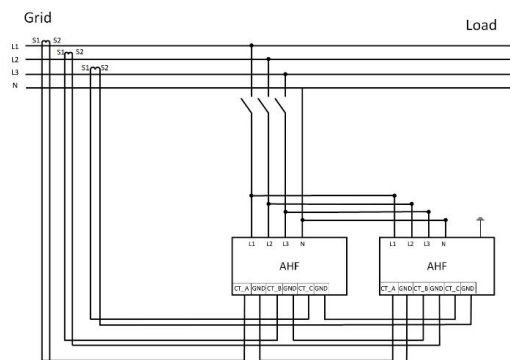 Grid
Load
S1 S2
L1
S1 S2
L2
S1 S2
L3
N
L1 L2 L3 N
L1 L2 L3 N
AHF
AHF
CT_A GND CT_B GND CT_C GND
CT_A GND CT_B GND CT_C GND